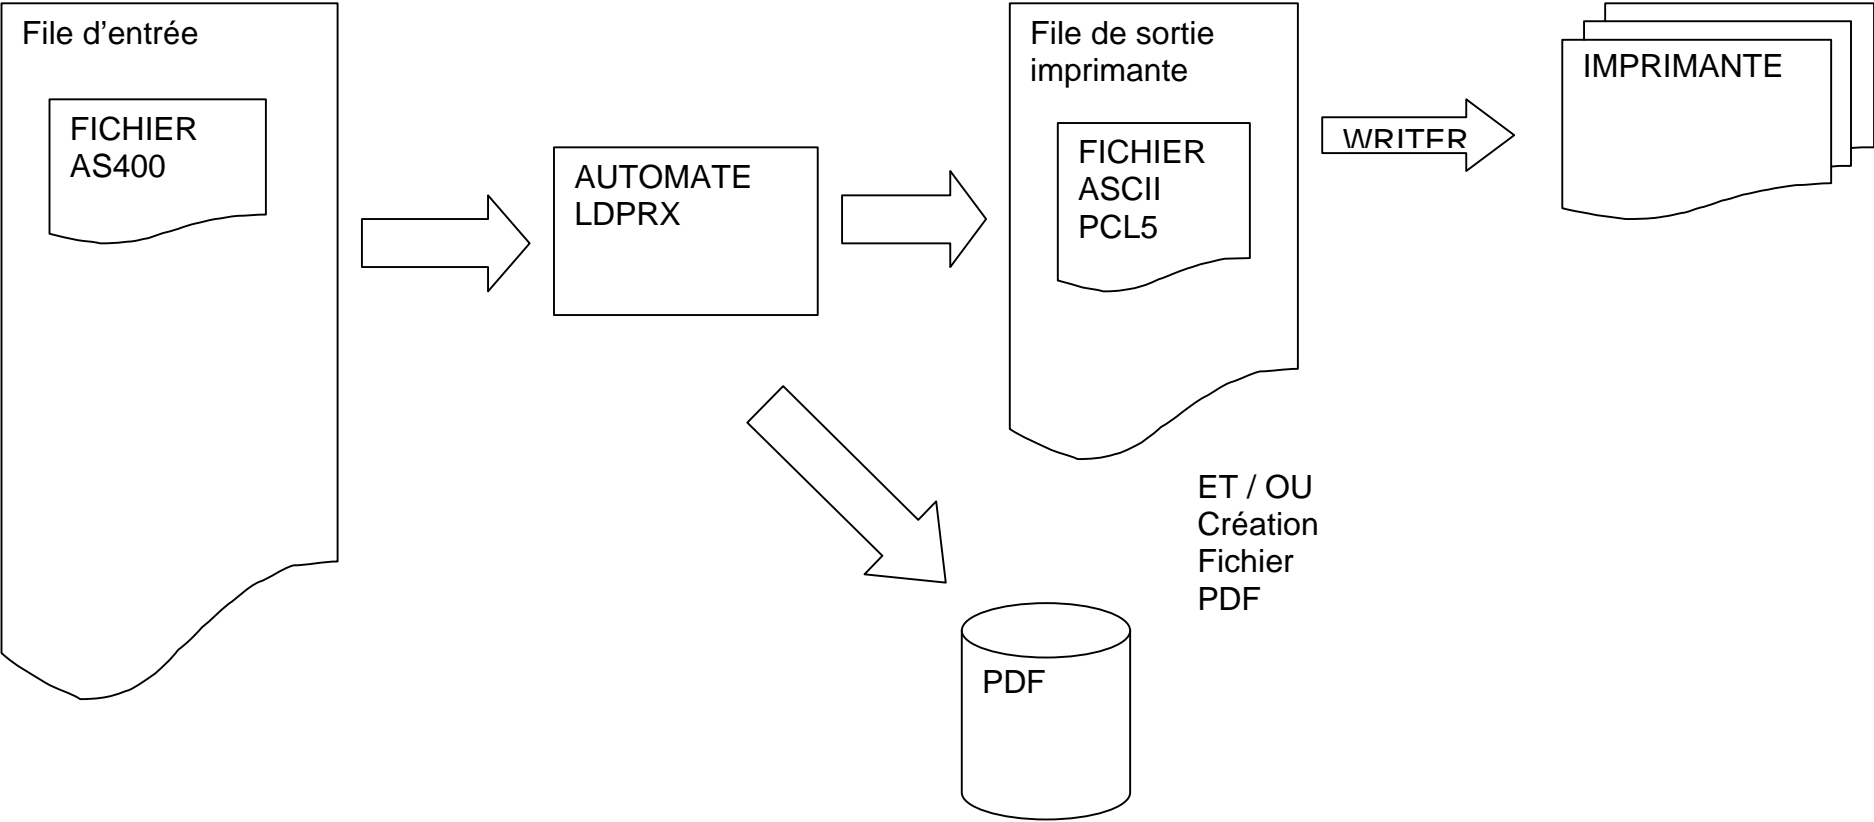 File d’entrée
FICHIER
AS400
AUTOMATE
LDPRX
File de sortie
imprimante
FICHIER
ASCII
PCL5
WRITER
IMPRIMANTE
ET / OU
Création
Fichier
PDF
PDF